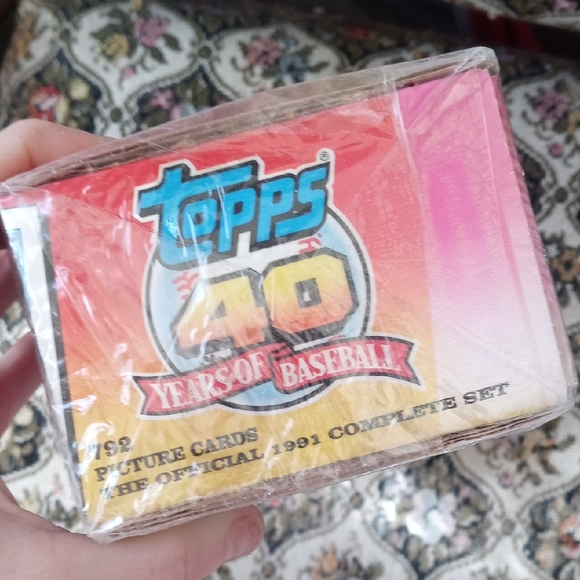 topps®
40
YEARS OF BASEBALL
792
PICTURE CARDS
THE OFFICIAL 1991 COMPLETE SET